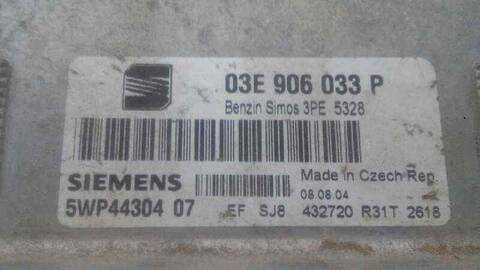 03E 906 033 P
Benzin Simos 3PE 5328
Made in Czech Rep.
SIEMENS
08.08.04
5WP44304 07 EF SJ8 432720 R31T 2618